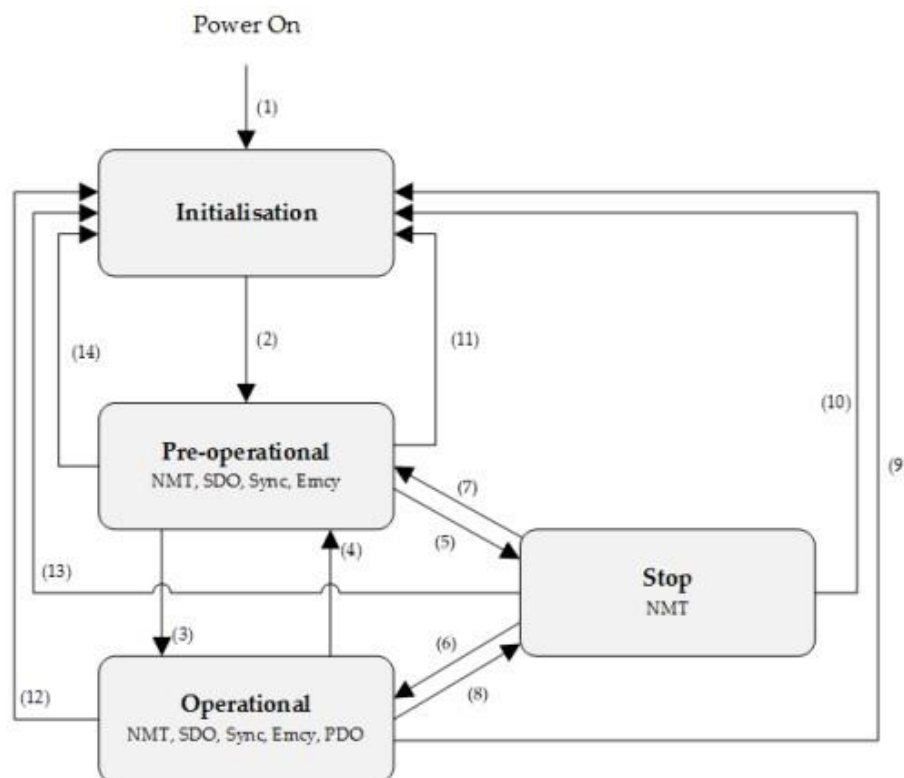 Power On
(1)
Initialisation
(2)
(14)
(11)
(10)
(9
Pre-operational
NMT, SDO, Sync, Emcy
(7)
(5)
(4)
(13)
Stop
NMT
(3)
(6)
(8)
(12)
Operational
NMT, SDO, Sync, Emcy, PDO